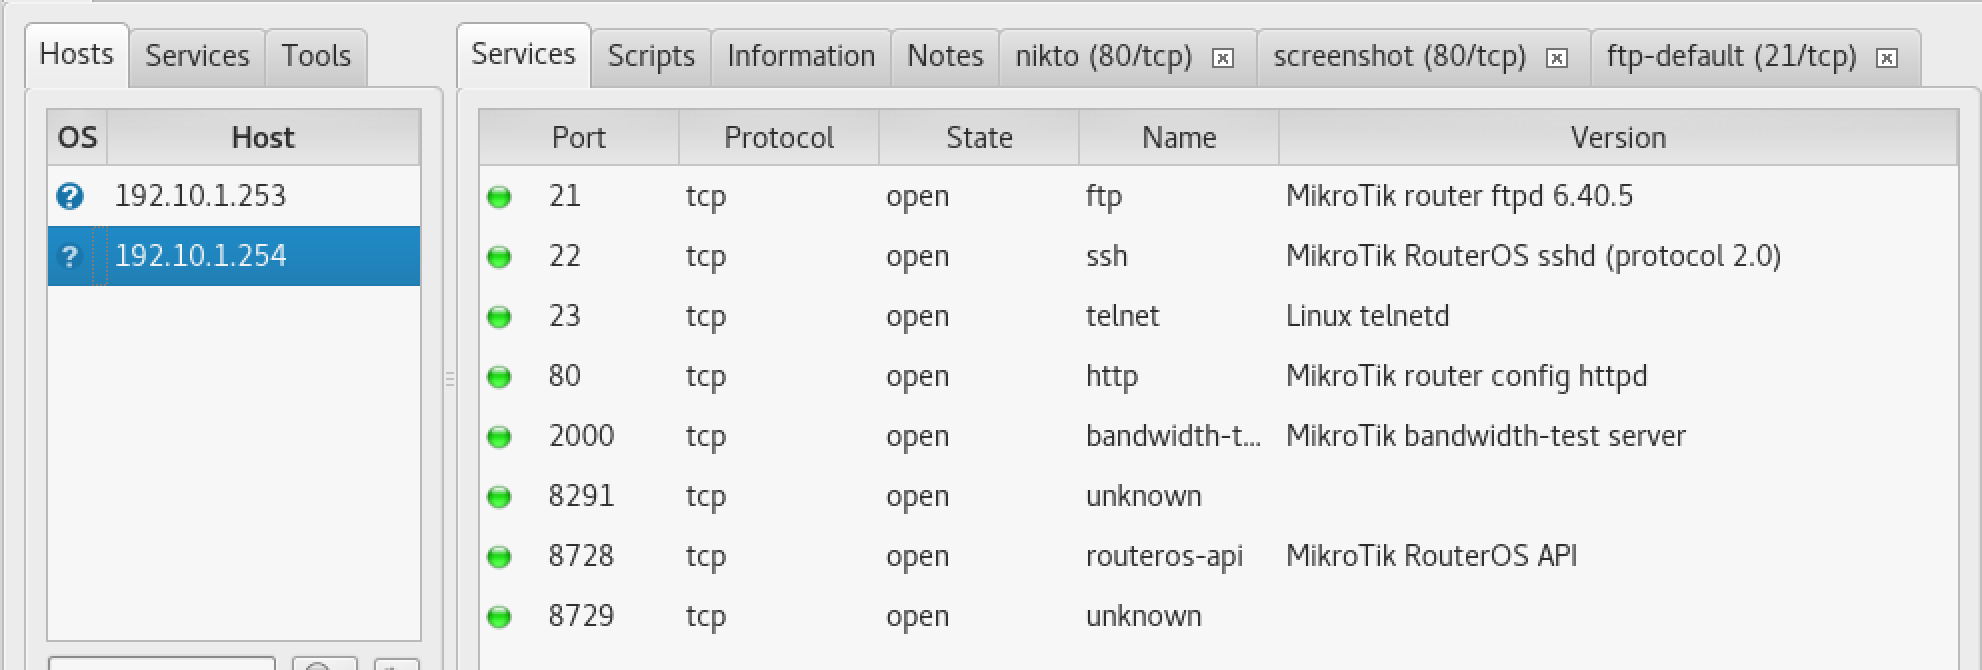 Hosts Services Tools
Services Scripts Information Notes nikto (80/tcp) screenshot (80/tcp) ftp-default (21/tcp)
OS Host
192.10.1.253
192.10.1.254
Port Protocol State Name Version
21 tcp open ftp MikroTik router ftpd 6.40.5
22 tcp open ssh MikroTik RouterOS sshd (protocol 2.0)
23 tcp open telnet Linux telnetd
80 tcp open http MikroTik router config httpd
2000 tcp open bandwidth-t... MikroTik bandwidth-test server
8291 tcp open unknown
8728 tcp open routeros-api MikroTik RouterOS API
8729 tcp open unknown